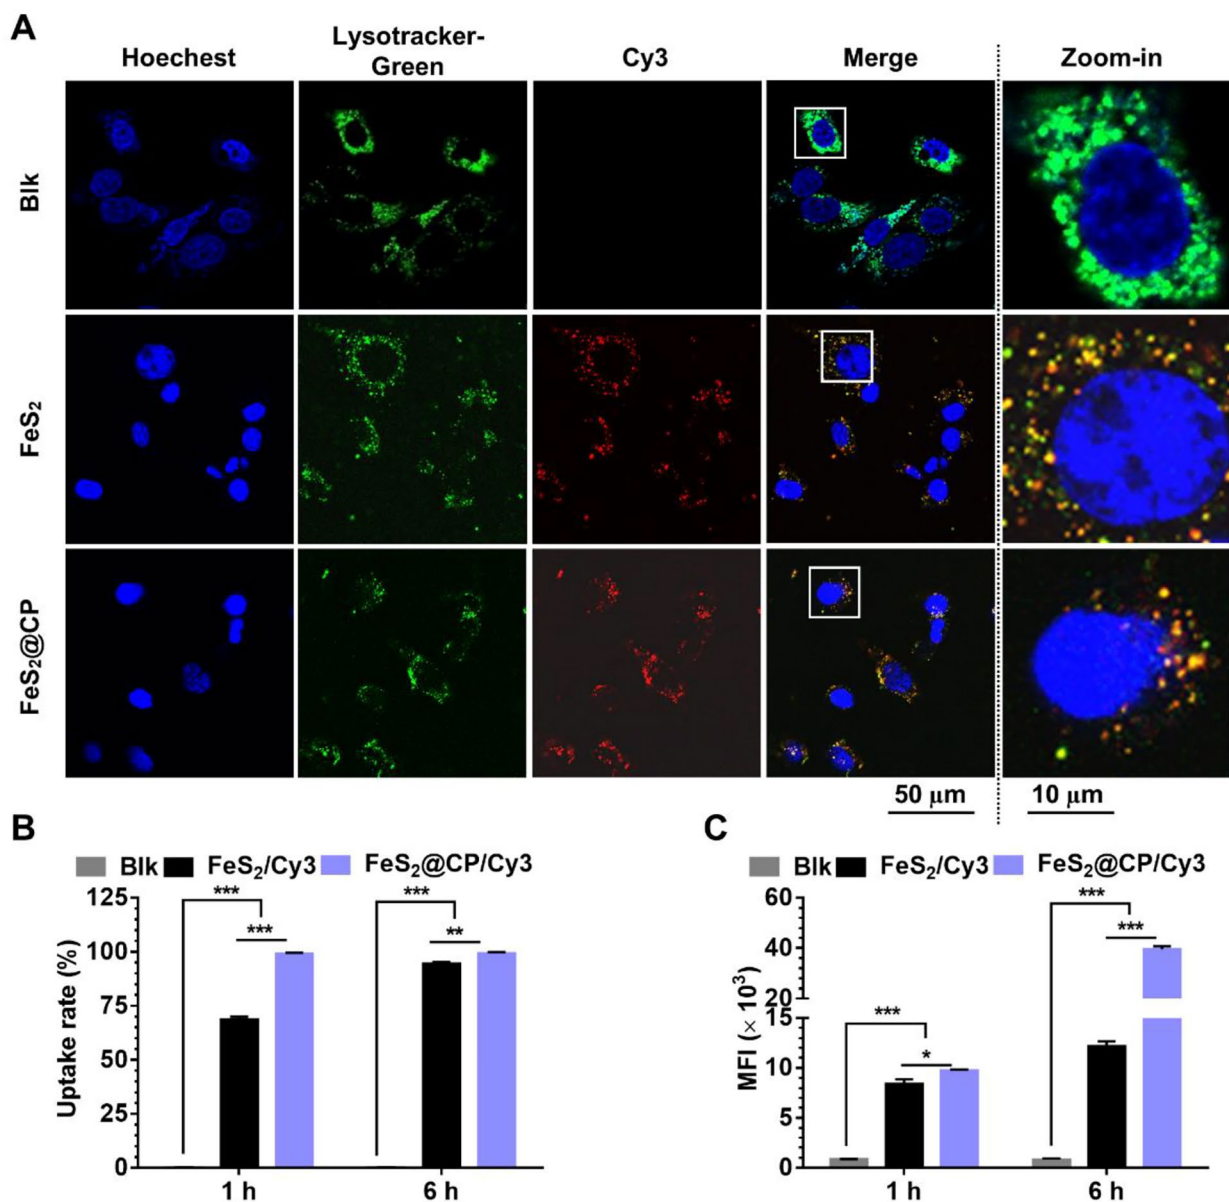 A
Hoechest
Lysotracker-
Green
Cy3
Merge
Zoom-in
Blk
FeS₂
FeS₂@CP
50 μm
10 μm
B
Blk FeS₂/Cy3 FeS₂@CP/Cy3
Uptake rate (%)
125
100
75
50
25
0
***
***
***
**
1 h
6 h
C
Blk FeS₂/Cy3 FeS₂@CP/Cy3
MFI (× 10³)
60
40
20
15
10
5
0
***
*
***
***
1 h
6 h